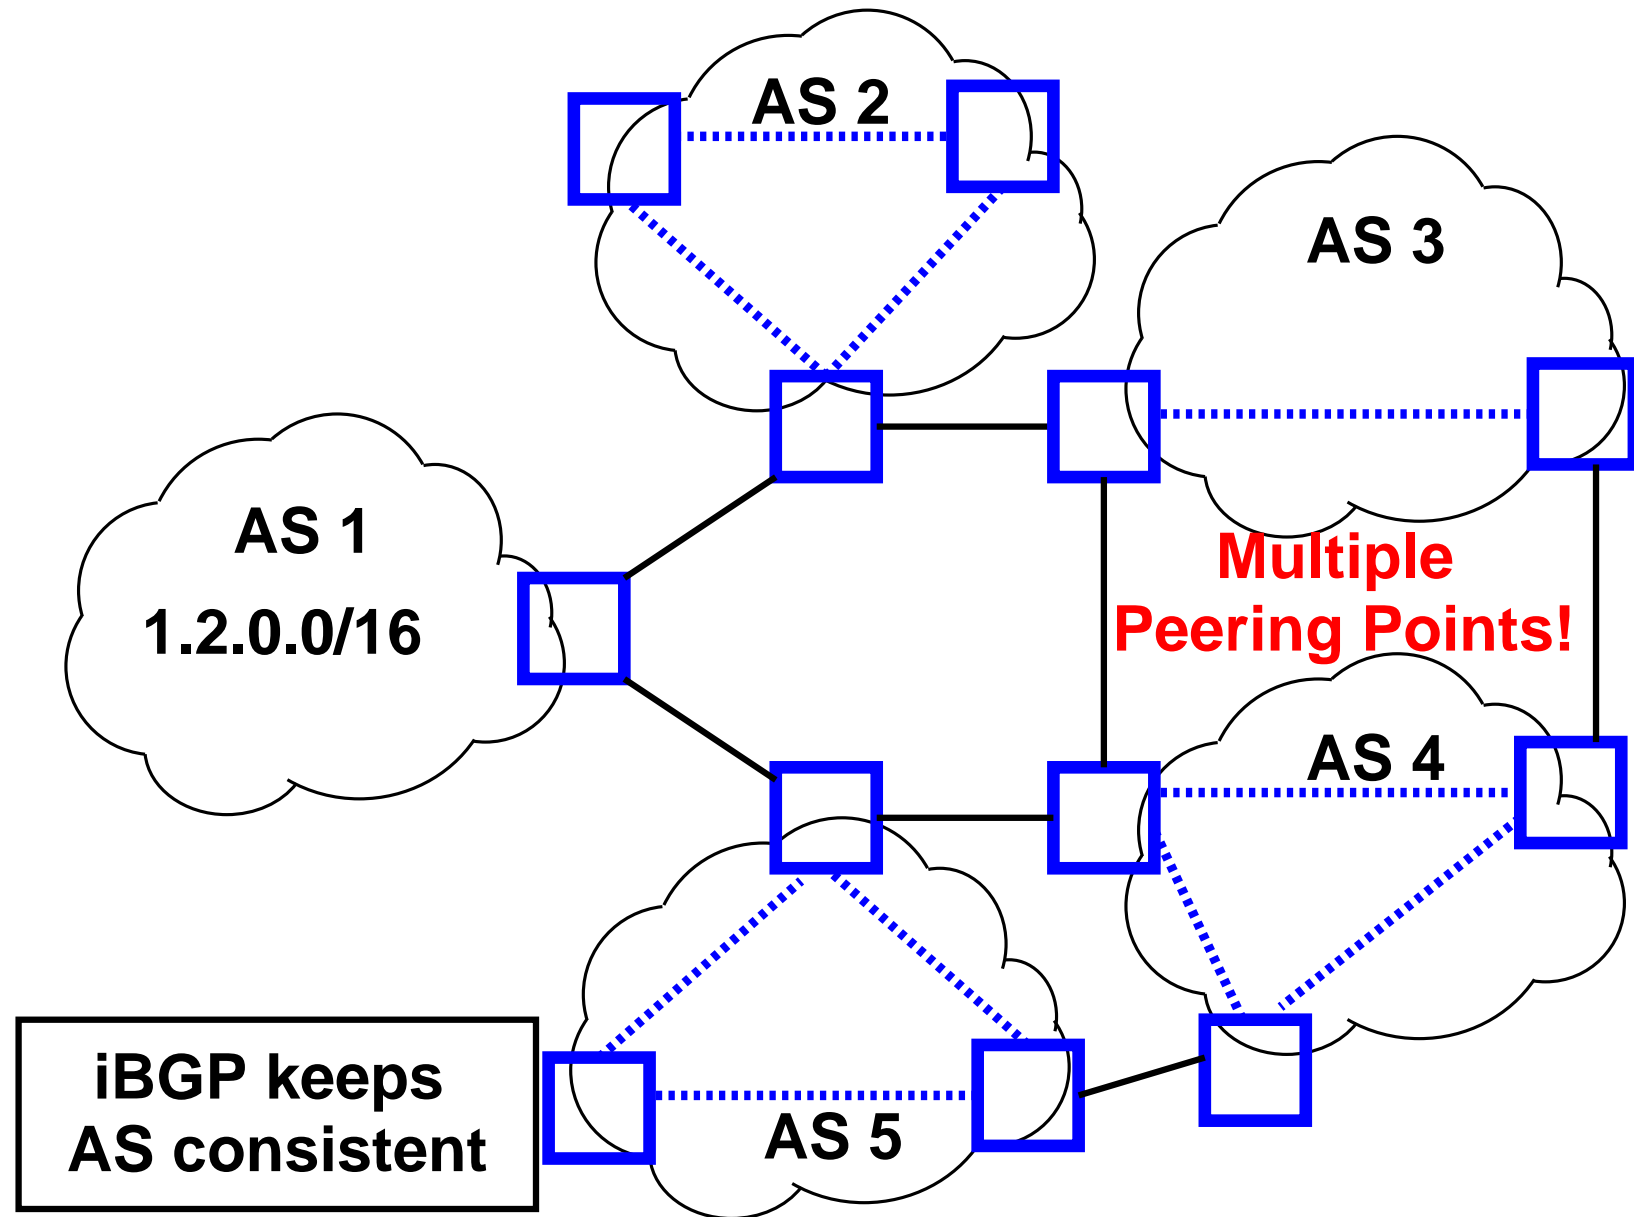 AS 2
AS 3
AS 1
1.2.0.0/16
Multiple
Peering Points!
AS 4
iBGP keeps
AS consistent
AS 5